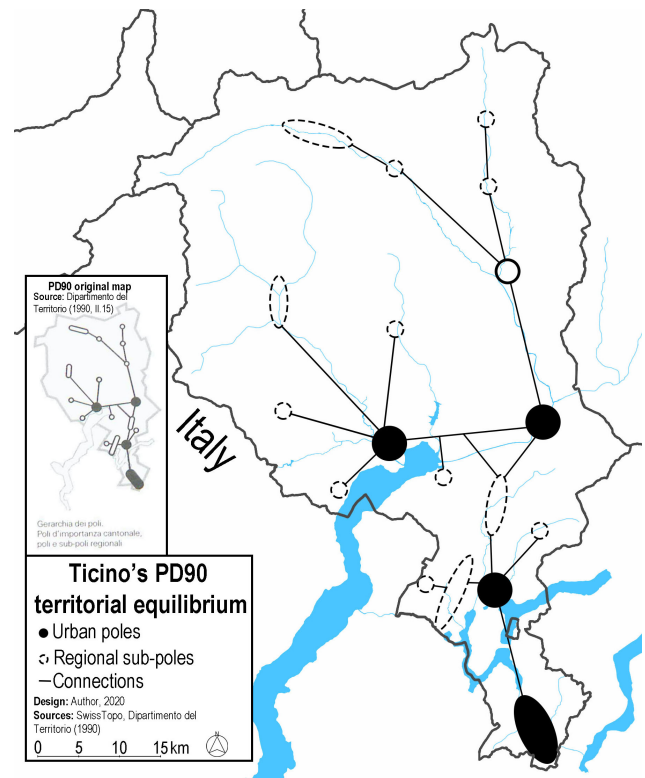 PD90 original map
Source: Dipartimento del
Territorio (1990, II.15)
Gerarchia dei poli.
Poli d'importanza cantonale,
poli e sub-poli regionali
Italy
Ticino's PD90
territorial equilibrium
Urban poles
Regional sub-poles
Connections
Design: Author, 2020
Sources: SwissTopo, Dipartimento del
Territorio (1990)
0 5 10 15 km
N